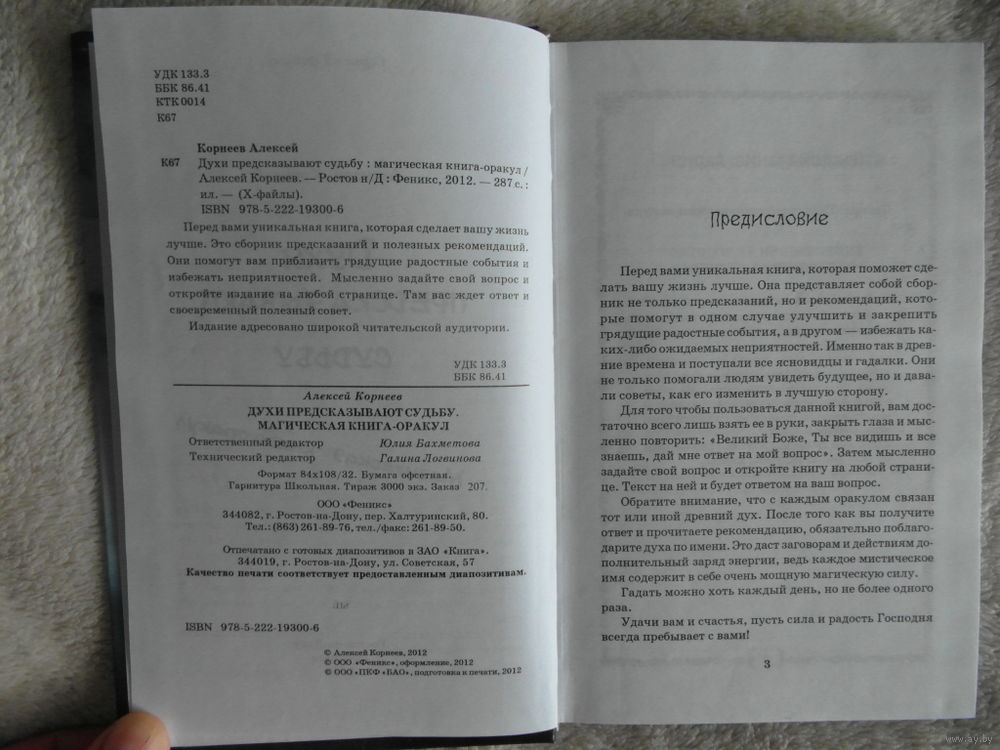 УДК 133.3
ББК 86.41
КТК 0014
К67
Корнеев Алексей
К67 Духи предсказывают судьбу : магическая книга-оракул /
Алексей Корнеев. — Ростов н/Д : Феникс, 2012. — 287 с. :
ил. — (Х-файлы).
ISBN 978-5-222-19300-6
Перед вами уникальная книга, которая сделает вашу жизнь
лучше. Это сборник предсказаний и полезных рекомендаций.
Они помогут вам приблизить грядущие радостные события и
избежать неприятностей. Мысленно задайте свой вопрос и
откройте издание на любой странице. Там вас ждет ответ и
своевременный полезный совет.
Издание адресовано широкой читательской аудитории.
УДК 133.3
ББК 86.41
Алексей Корнеев
ДУХИ ПРЕДСКАЗЫВАЮТ СУДЬБУ.
МАГИЧЕСКАЯ КНИГА-ОРАКУЛ
Ответственный редактор Юлия Бахметова
Технический редактор Галина Логвинова
Формат 84х108/32. Бумага офсетная.
Гарнитура Школьная. Тираж 3000 экз. Заказ 207.
ООО «Феникс»
344082, г. Ростов-на-Дону, пер. Халтуринский, 80.
Тел.: (863) 261-89-76, тел./факс: 261-89-50.
Отпечатано с готовых диапозитивов в ЗАО «Книга».
344019, г. Ростов-на-Дону, ул. Советская, 57
Качество печати соответствует предоставленным диапозитивам.
ISBN 978-5-222-19300-6
© Алексей Корнеев, 2012
© ООО «Феникс», оформление, 2012
© ООО «ПКФ «БАО», подготовка к печати, 2012
Предисловие
Перед вами уникальная книга, которая поможет сде-
лать вашу жизнь лучше. Она представляет собой сбор-
ник не только предсказаний, но и рекомендаций, кото-
рые помогут в одном случае улучшить и закрепить
грядущие радостные события, а в другом — избежать ка-
ких-либо ожидаемых неприятностей. Именно так в древ-
ние времена и поступали все ясновидцы и гадалки. Они
не только помогали людям увидеть будущее, но и дава-
ли советы, как его изменить в лучшую сторону.
Для того чтобы пользоваться данной книгой, вам дос-
таточно всего лишь взять ее в руки, закрыть глаза и мыс-
ленно повторить: «Великий Боже, Ты все видишь и все
знаешь, дай мне ответ на мой вопрос». Затем мысленно
задайте свой вопрос и откройте книгу на любой страни-
це. Текст на ней и будет ответом на ваш вопрос.
Обратите внимание, что с каждым оракулом связан
тот или иной древний дух. После того как вы получите
ответ и прочитаете рекомендацию, обязательно поблаго-
дарите духа по имени. Это даст заговорам и действиям до-
полнительный заряд энергии, ведь каждое мистическое
имя содержит в себе очень мощную магическую силу.
Гадать можно хоть каждый день, но не более одного
раза.
Удачи вам и счастья, пусть сила и радость Господня
всегда пребывает с вами!
3
www.ay.by